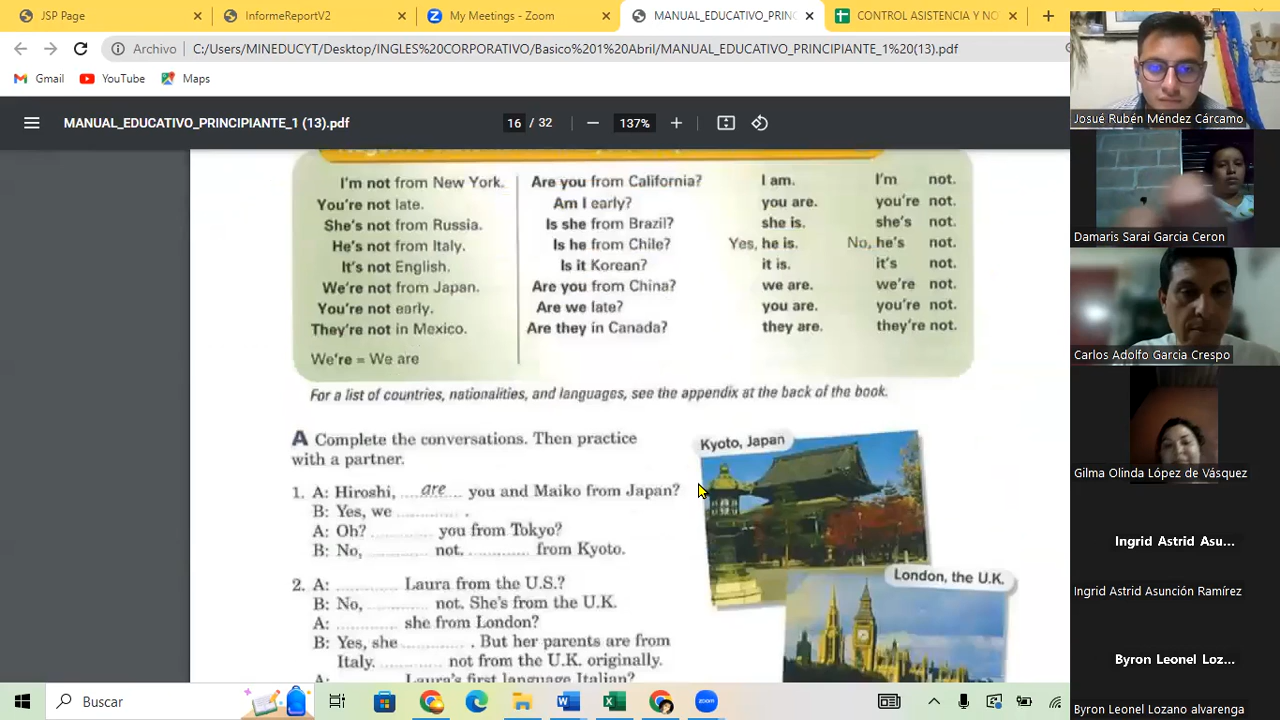 JSP Page
InformeReportV2
My Meetings - Zoom
MANUAL_EDUCATIVO_PRINC
CONTROL ASISTENCIA Y NO
Archivo
C:/Users/MINEDUCYT/Desktop/INGLES%20CORPORATIVO/Basico%201%20Abril/MANUAL_EDUCATIVO_PRINCIPIANTE_1%20(13).pdf
Gmail
YouTube
Maps
MANUAL_EDUCATIVO_PRINCIPIANTE_1 (13).pdf
16 / 32
137%
I'm not from New York.
You're not late.
She's not from Russia.
He's not from Italy.
It's not English.
We're not from Japan.
You're not early.
They're not in Mexico.
We're = We are
Are you from California?
Am I early?
Is she from Brazil?
Is he from Chile?
Is it Korean?
Are you from China?
Are we late?
Are they in Canada?
I am.
you are.
she is.
Yes, he is.
it is.
we are.
you are.
they are.
I'm not.
you're not.
she's not.
No, he's not.
it's not.
we're not.
you're not.
they're not.
For a list of countries, nationalities, and languages, see the appendix at the back of the book.
A Complete the conversations. Then practice
with a partner.
1. A: Hiroshi, are you and Maiko from Japan?
B: Yes, we ........ .
A: Oh? ........ you from Tokyo?
B: No, ........ not. ........ from Kyoto.
2. A: ........ Laura from the U.S.?
B: No, ........ not. She's from the U.K.
A: ........ she from London?
B: Yes, she ........ . But her parents are from
Italy. ........ not from the U.K. originally.
A: ........ Laura's first language Italian?
Kyoto, Japan
London, the U.K.
Josué Rubén Méndez Cárcamo
Damaris Sarai Garcia Ceron
Carlos Adolfo Garcia Crespo
Gilma Olinda López de Vásquez
Ingrid Astrid Asu...
Ingrid Astrid Asunción Ramírez
Byron Leonel Loz...
Byron Leonel Lozano alvarenga
Buscar